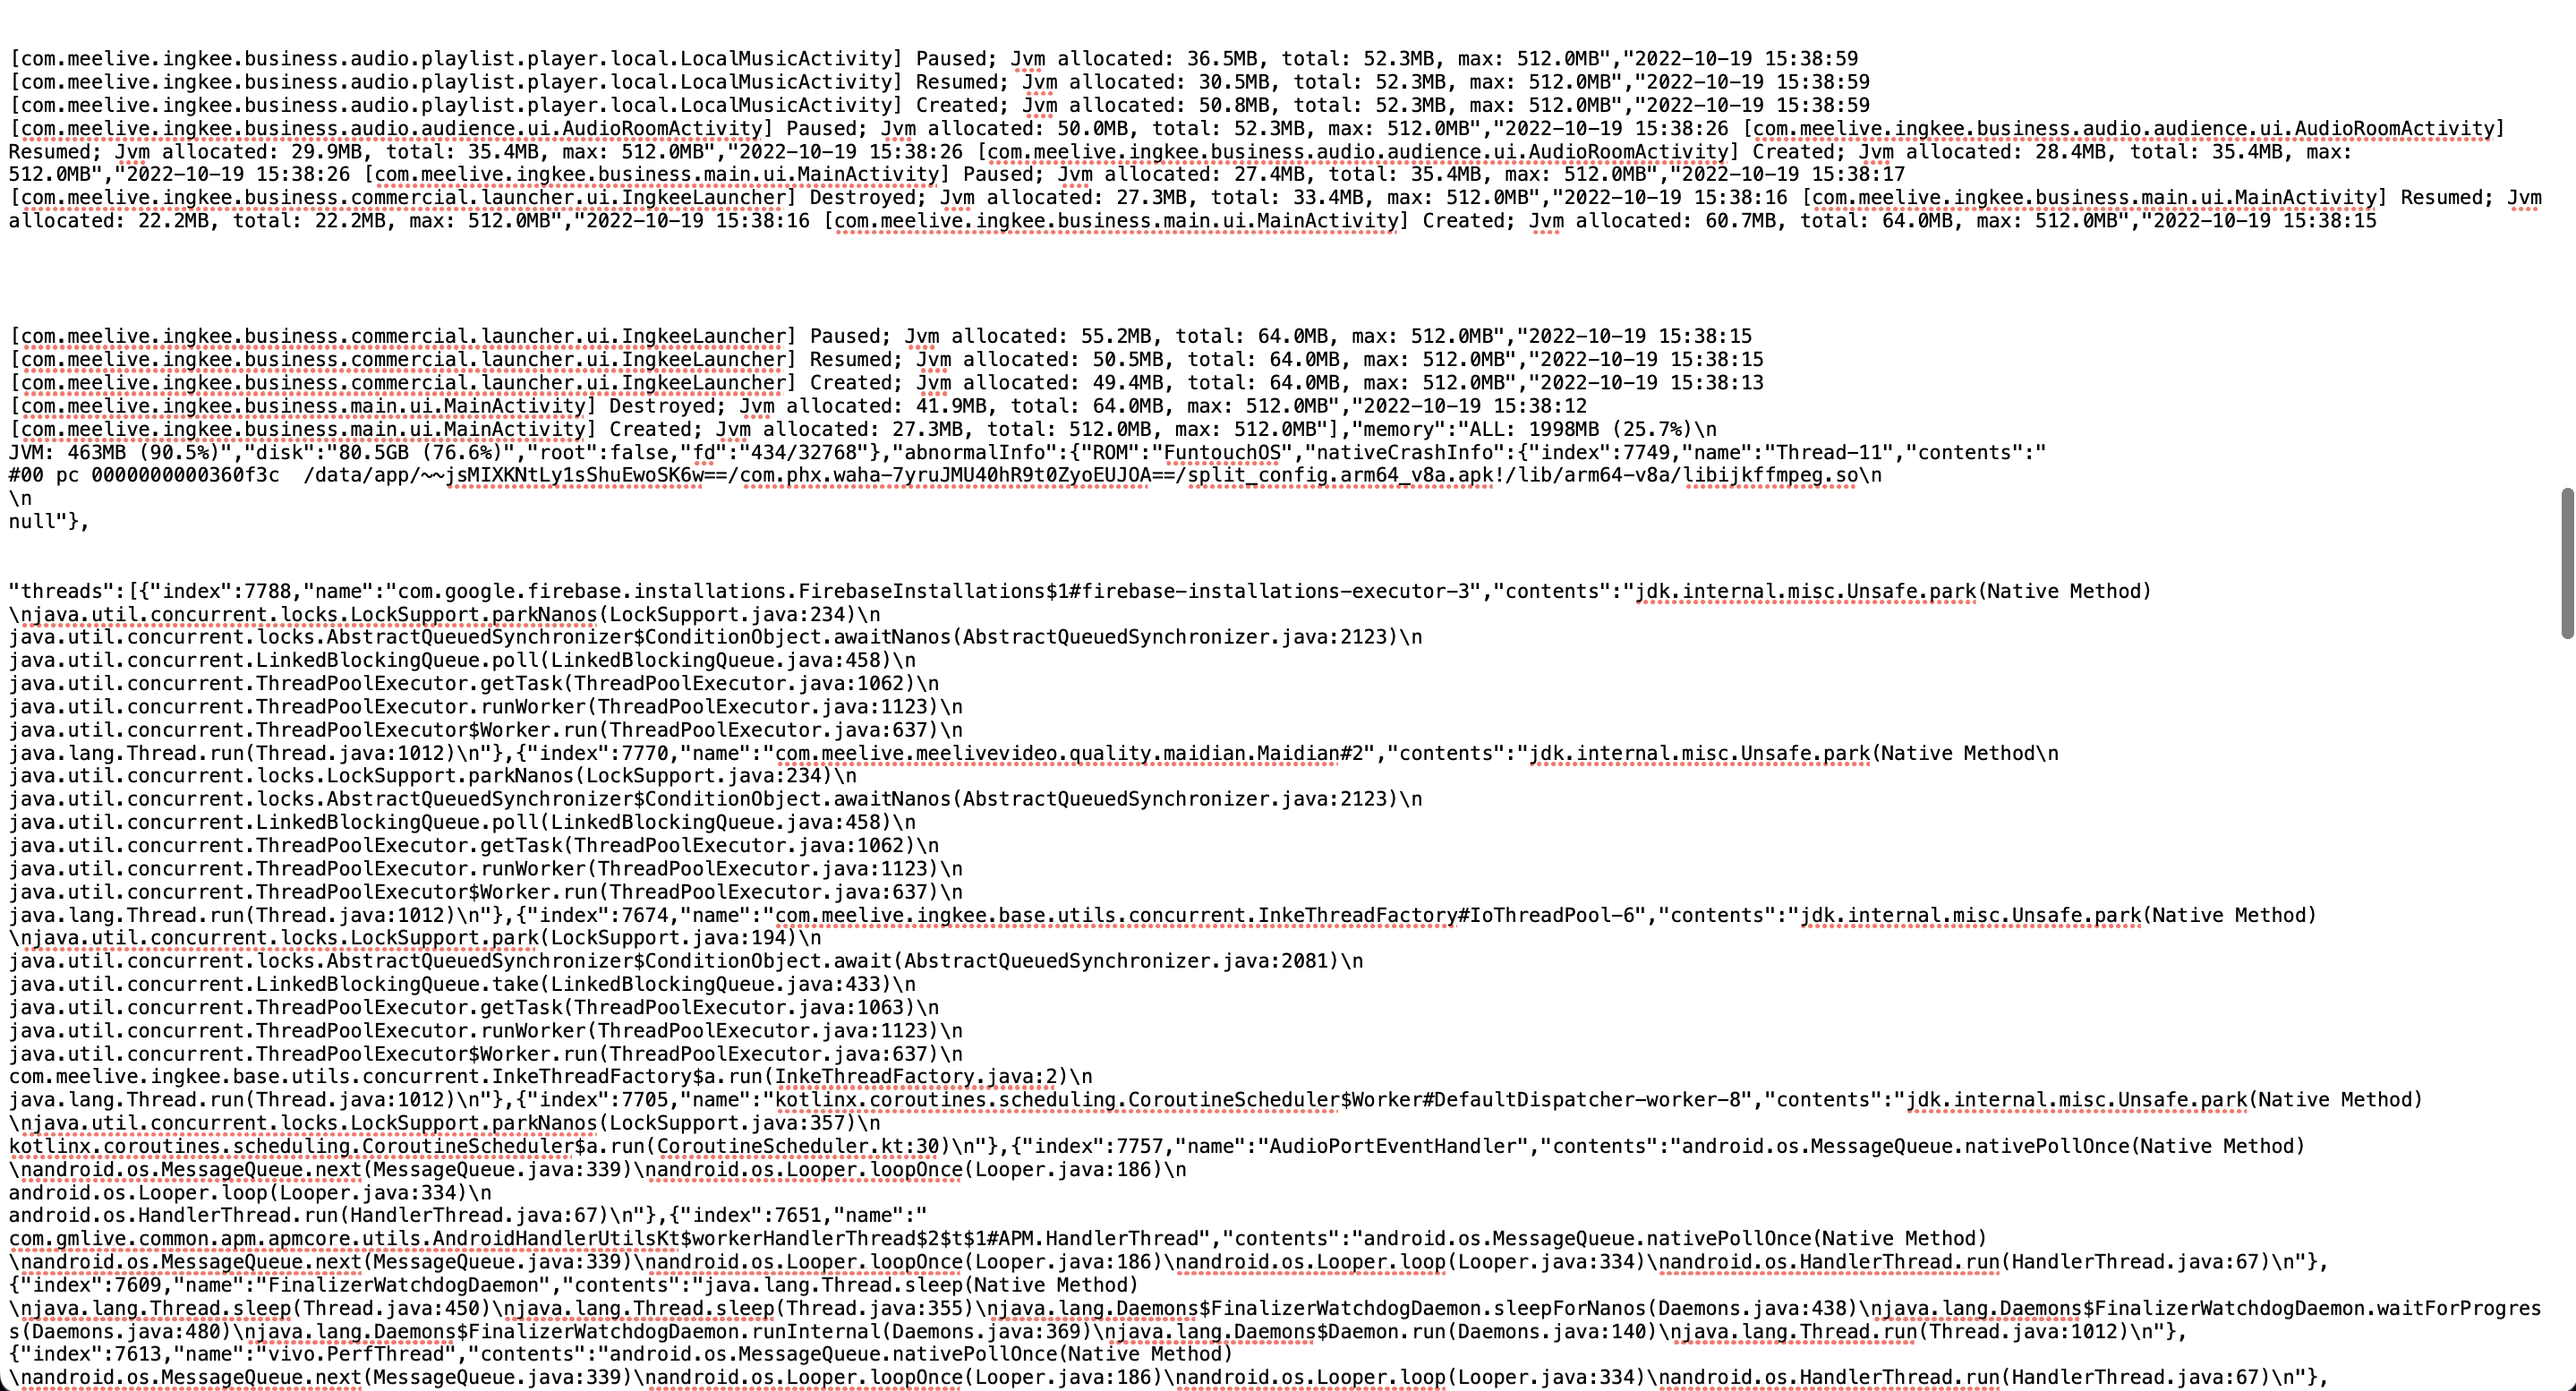 [com.meelive.ingkee.business.audio.playlist.player.local.LocalMusicActivity] Paused; Jvm allocated: 36.5MB, total: 52.3MB, max: 512.0MB","2022-10-19 15:38:59
[com.meelive.ingkee.business.audio.playlist.player.local.LocalMusicActivity] Resumed; Jvm allocated: 30.5MB, total: 52.3MB, max: 512.0MB","2022-10-19 15:38:59
[com.meelive.ingkee.business.audio.playlist.player.local.LocalMusicActivity] Created; Jvm allocated: 50.8MB, total: 52.3MB, max: 512.0MB","2022-10-19 15:38:59
[com.meelive.ingkee.business.audio.audience.ui.AudioRoomActivity] Paused; Jvm allocated: 50.0MB, total: 52.3MB, max: 512.0MB","2022-10-19 15:38:26 [com.meelive.ingkee.business.audio.audience.ui.AudioRoomActivity]
Resumed; Jvm allocated: 29.9MB, total: 35.4MB, max: 512.0MB","2022-10-19 15:38:26 [com.meelive.ingkee.business.audio.audience.ui.AudioRoomActivity] Created; Jvm allocated: 28.4MB, total: 35.4MB, max:
512.0MB","2022-10-19 15:38:26 [com.meelive.ingkee.business.main.ui.MainActivity] Paused; Jvm allocated: 27.4MB, total: 35.4MB, max: 512.0MB","2022-10-19 15:38:17
[com.meelive.ingkee.business.commercial.launcher.ui.IngkeeLauncher] Destroyed; Jvm allocated: 27.3MB, total: 33.4MB, max: 512.0MB","2022-10-19 15:38:16 [com.meelive.ingkee.business.main.ui.MainActivity] Resumed; Jvm
allocated: 22.2MB, total: 22.2MB, max: 512.0MB","2022-10-19 15:38:16 [com.meelive.ingkee.business.main.ui.MainActivity] Created; Jvm allocated: 60.7MB, total: 64.0MB, max: 512.0MB","2022-10-19 15:38:15
[com.meelive.ingkee.business.commercial.launcher.ui.IngkeeLauncher] Paused; Jvm allocated: 55.2MB, total: 64.0MB, max: 512.0MB","2022-10-19 15:38:15
[com.meelive.ingkee.business.commercial.launcher.ui.IngkeeLauncher] Resumed; Jvm allocated: 50.5MB, total: 64.0MB, max: 512.0MB","2022-10-19 15:38:15
[com.meelive.ingkee.business.commercial.launcher.ui.IngkeeLauncher] Created; Jvm allocated: 49.4MB, total: 64.0MB, max: 512.0MB","2022-10-19 15:38:13
[com.meelive.ingkee.business.main.ui.MainActivity] Destroyed; Jvm allocated: 41.9MB, total: 64.0MB, max: 512.0MB","2022-10-19 15:38:12
[com.meelive.ingkee.business.main.ui.MainActivity] Created; Jvm allocated: 27.3MB, total: 512.0MB, max: 512.0MB"],"memory":"ALL: 1998MB (25.7%)\n
JVM: 463MB (90.5%)","disk":"80.5GB (76.6%)","root":false,"fd":"434/32768"},"abnormalInfo":{"ROM":"FuntouchOS","nativeCrashInfo":{"index":7749,"name":"Thread-11","contents":"
#00 pc 0000000000360f3c  /data/app/~~jsMIXKNtLy1sShuEwoSK6w==/com.phx.waha-7yruJMU40hR9t0ZyoEUJOA==/split_config.arm64_v8a.apk!/lib/arm64-v8a/libijkffmpeg.so\n
\n
null"},
"threads":[{"index":7788,"name":"com.google.firebase.installations.FirebaseInstallations$1#firebase-installations-executor-3","contents":"jdk.internal.misc.Unsafe.park(Native Method)
\njava.util.concurrent.locks.LockSupport.parkNanos(LockSupport.java:234)\n
java.util.concurrent.locks.AbstractQueuedSynchronizer$ConditionObject.awaitNanos(AbstractQueuedSynchronizer.java:2123)\n
java.util.concurrent.LinkedBlockingQueue.poll(LinkedBlockingQueue.java:458)\n
java.util.concurrent.ThreadPoolExecutor.getTask(ThreadPoolExecutor.java:1062)\n
java.util.concurrent.ThreadPoolExecutor.runWorker(ThreadPoolExecutor.java:1123)\n
java.util.concurrent.ThreadPoolExecutor$Worker.run(ThreadPoolExecutor.java:637)\n
java.lang.Thread.run(Thread.java:1012)\n"},{"index":7770,"name":"com.meelive.meelivevideo.quality.maidian.Maidian#2","contents":"jdk.internal.misc.Unsafe.park(Native Method\n
java.util.concurrent.locks.LockSupport.parkNanos(LockSupport.java:234)\n
java.util.concurrent.locks.AbstractQueuedSynchronizer$ConditionObject.awaitNanos(AbstractQueuedSynchronizer.java:2123)\n
java.util.concurrent.LinkedBlockingQueue.poll(LinkedBlockingQueue.java:458)\n
java.util.concurrent.ThreadPoolExecutor.getTask(ThreadPoolExecutor.java:1062)\n
java.util.concurrent.ThreadPoolExecutor.runWorker(ThreadPoolExecutor.java:1123)\n
java.util.concurrent.ThreadPoolExecutor$Worker.run(ThreadPoolExecutor.java:637)\n
java.lang.Thread.run(Thread.java:1012)\n"},{"index":7674,"name":"com.meelive.ingkee.base.utils.concurrent.InkeThreadFactory#IoThreadPool-6","contents":"jdk.internal.misc.Unsafe.park(Native Method)
\njava.util.concurrent.locks.LockSupport.park(LockSupport.java:194)\n
java.util.concurrent.locks.AbstractQueuedSynchronizer$ConditionObject.await(AbstractQueuedSynchronizer.java:2081)\n
java.util.concurrent.LinkedBlockingQueue.take(LinkedBlockingQueue.java:433)\n
java.util.concurrent.ThreadPoolExecutor.getTask(ThreadPoolExecutor.java:1063)\n
java.util.concurrent.ThreadPoolExecutor.runWorker(ThreadPoolExecutor.java:1123)\n
java.util.concurrent.ThreadPoolExecutor$Worker.run(ThreadPoolExecutor.java:637)\n
com.meelive.ingkee.base.utils.concurrent.InkeThreadFactory$a.run(InkeThreadFactory.java:2)\n
java.lang.Thread.run(Thread.java:1012)\n"},{"index":7705,"name":"kotlinx.coroutines.scheduling.CoroutineScheduler$Worker#DefaultDispatcher-worker-8","contents":"jdk.internal.misc.Unsafe.park(Native Method)
\njava.util.concurrent.locks.LockSupport.parkNanos(LockSupport.java:357)\n
kotlinx.coroutines.scheduling.CoroutineScheduler$a.run(CoroutineScheduler.kt:30)\n"},{"index":7757,"name":"AudioPortEventHandler","contents":"android.os.MessageQueue.nativePollOnce(Native Method)
\nandroid.os.MessageQueue.next(MessageQueue.java:339)\nandroid.os.Looper.loopOnce(Looper.java:186)\n
android.os.Looper.loop(Looper.java:334)\n
android.os.HandlerThread.run(HandlerThread.java:67)\n"},{"index":7651,"name":"
com.gmlive.common.apm.apmcore.utils.AndroidHandlerUtilsKt$workerHandlerThread$2$t$1#APM.HandlerThread","contents":"android.os.MessageQueue.nativePollOnce(Native Method)
\nandroid.os.MessageQueue.next(MessageQueue.java:339)\nandroid.os.Looper.loopOnce(Looper.java:186)\nandroid.os.Looper.loop(Looper.java:334)\nandroid.os.HandlerThread.run(HandlerThread.java:67)\n"},
{"index":7609,"name":"FinalizerWatchdogDaemon","contents":"java.lang.Thread.sleep(Native Method)
\njava.lang.Thread.sleep(Thread.java:450)\njava.lang.Thread.sleep(Thread.java:355)\njava.lang.Daemons$FinalizerWatchdogDaemon.sleepForNanos(Daemons.java:438)\njava.lang.Daemons$FinalizerWatchdogDaemon.waitForProgres
s(Daemons.java:480)\njava.lang.Daemons$FinalizerWatchdogDaemon.runInternal(Daemons.java:369)\njava.lang.Daemons$Daemon.run(Daemons.java:140)\njava.lang.Thread.run(Thread.java:1012)\n"},
{"index":7613,"name":"vivo.PerfThread","contents":"android.os.MessageQueue.nativePollOnce(Native Method)
\nandroid.os.MessageQueue.next(MessageQueue.java:339)\nandroid.os.Looper.loopOnce(Looper.java:186)\nandroid.os.Looper.loop(Looper.java:334)\nandroid.os.HandlerThread.run(HandlerThread.java:67)\n"},